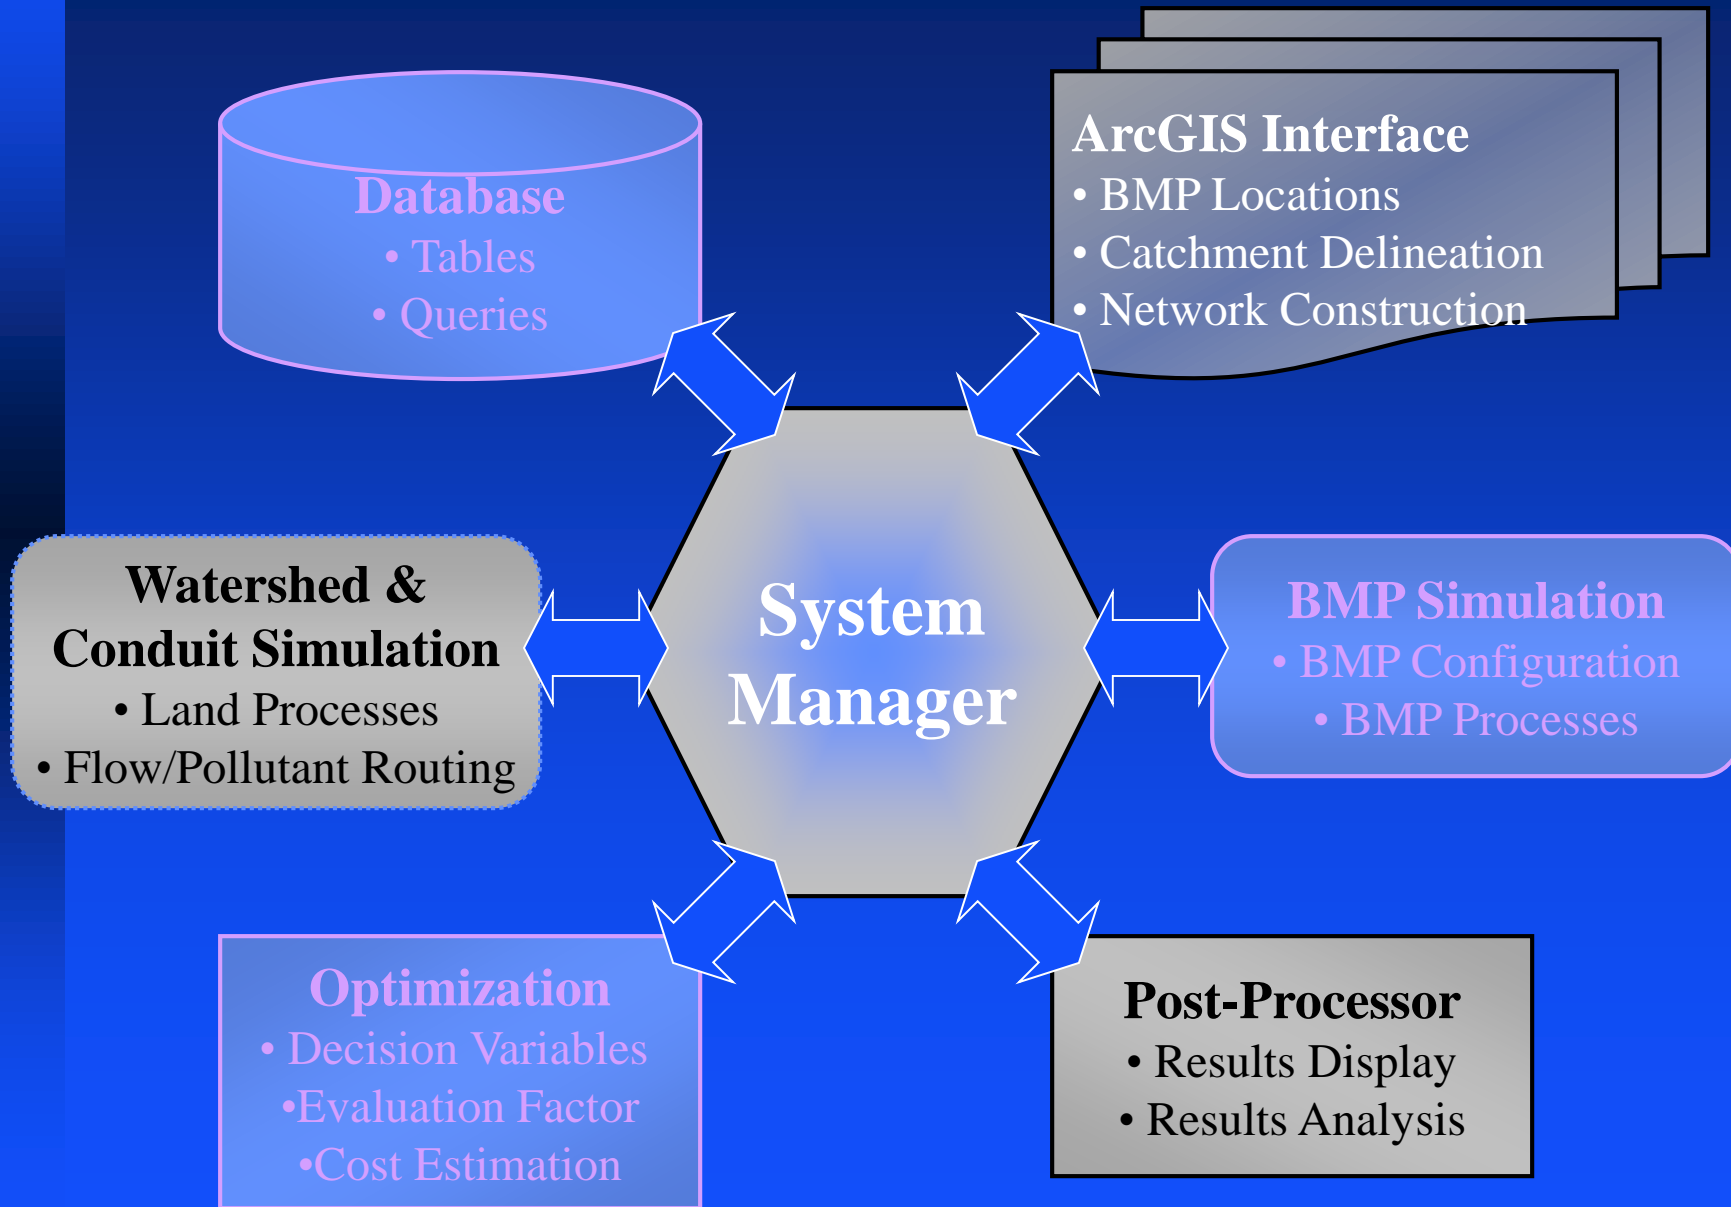 Database
• Tables
• Queries
ArcGIS Interface
• BMP Locations
• Catchment Delineation
• Network Construction
Watershed &
Conduit Simulation
• Land Processes
• Flow/Pollutant Routing
System
Manager
BMP Simulation
• BMP Configuration
• BMP Processes
Optimization
• Decision Variables
•Evaluation Factor
•Cost Estimation
Post-Processor
• Results Display
• Results Analysis